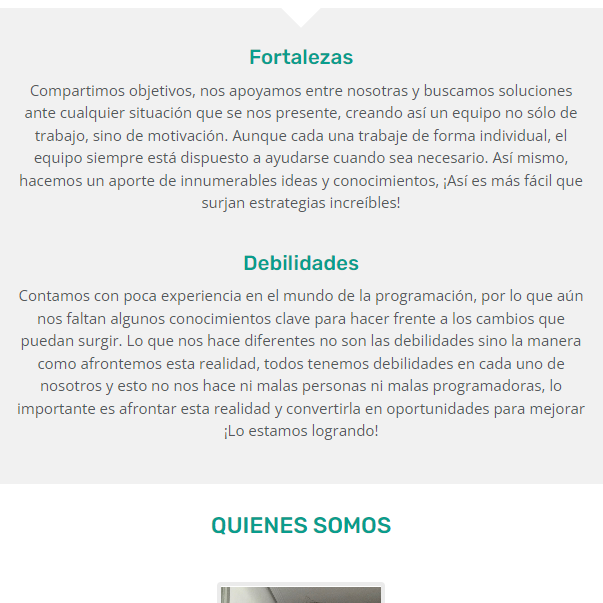 Fortalezas
Compartimos objetivos, nos apoyamos entre nosotras y buscamos soluciones
ante cualquier situación que se nos presente, creando así un equipo no sólo de
trabajo, sino de motivación. Aunque cada una trabaje de forma individual, el
equipo siempre está dispuesto a ayudarse cuando sea necesario. Así mismo,
hacemos un aporte de innumerables ideas y conocimientos, ¡Así es más fácil que
surjan estrategias increíbles!
Debilidades
Contamos con poca experiencia en el mundo de la programación, por lo que aún
nos faltan algunos conocimientos clave para hacer frente a los cambios que
puedan surgir. Lo que nos hace diferentes no son las debilidades sino la manera
como afrontemos esta realidad, todos tenemos debilidades en cada uno de
nosotros y esto no nos hace ni malas personas ni malas programadoras, lo
importante es afrontar esta realidad y convertirla en oportunidades para mejorar
¡Lo estamos logrando!
QUIENES SOMOS